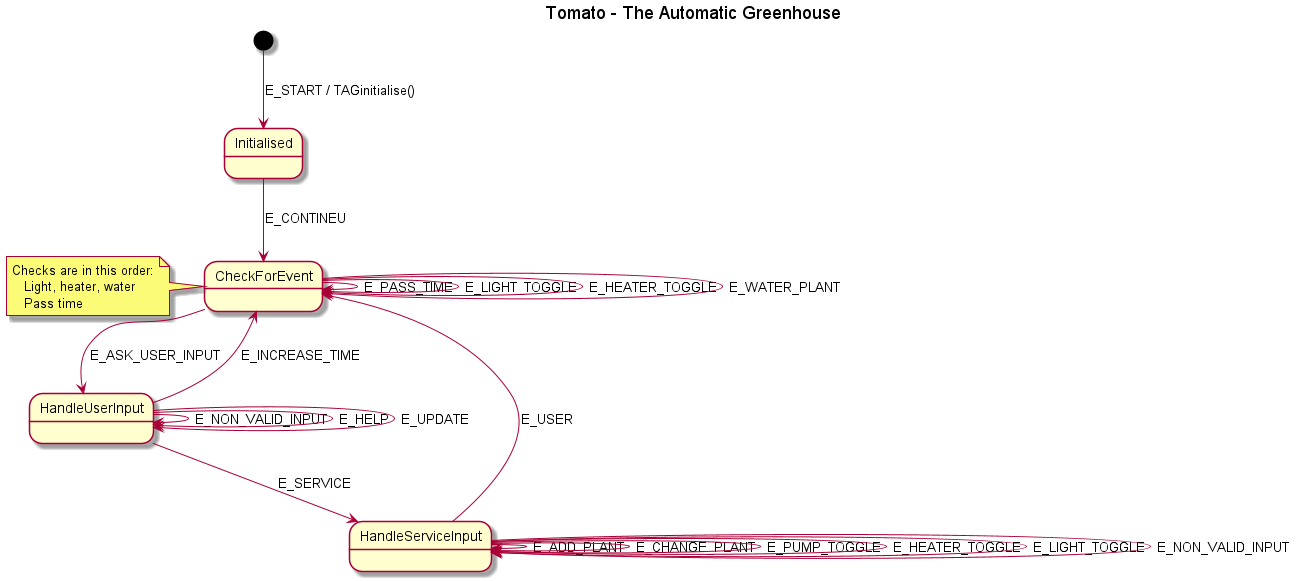 Tomato - The Automatic Greenhouse
E_START / TAGinitialise()
Initialised
E_CONTINEU
Checks are in this order:
Light, heater, water
Pass time
CheckForEvent
E_PASS_TIME
E_LIGHT_TOGGLE
E_HEATER_TOGGLE
E_WATER_PLANT
E_ASK_USER_INPUT
E_INCREASE_TIME
HandleUserInput
E_NON_VALID_INPUT
E_HELP
E_UPDATE
E_USER
E_SERVICE
HandleServiceInput
E_ADD_PLANT
E_CHANGE_PLANT
E_PUMP_TOGGLE
E_HEATER_TOGGLE
E_LIGHT_TOGGLE
E_NON_VALID_INPUT